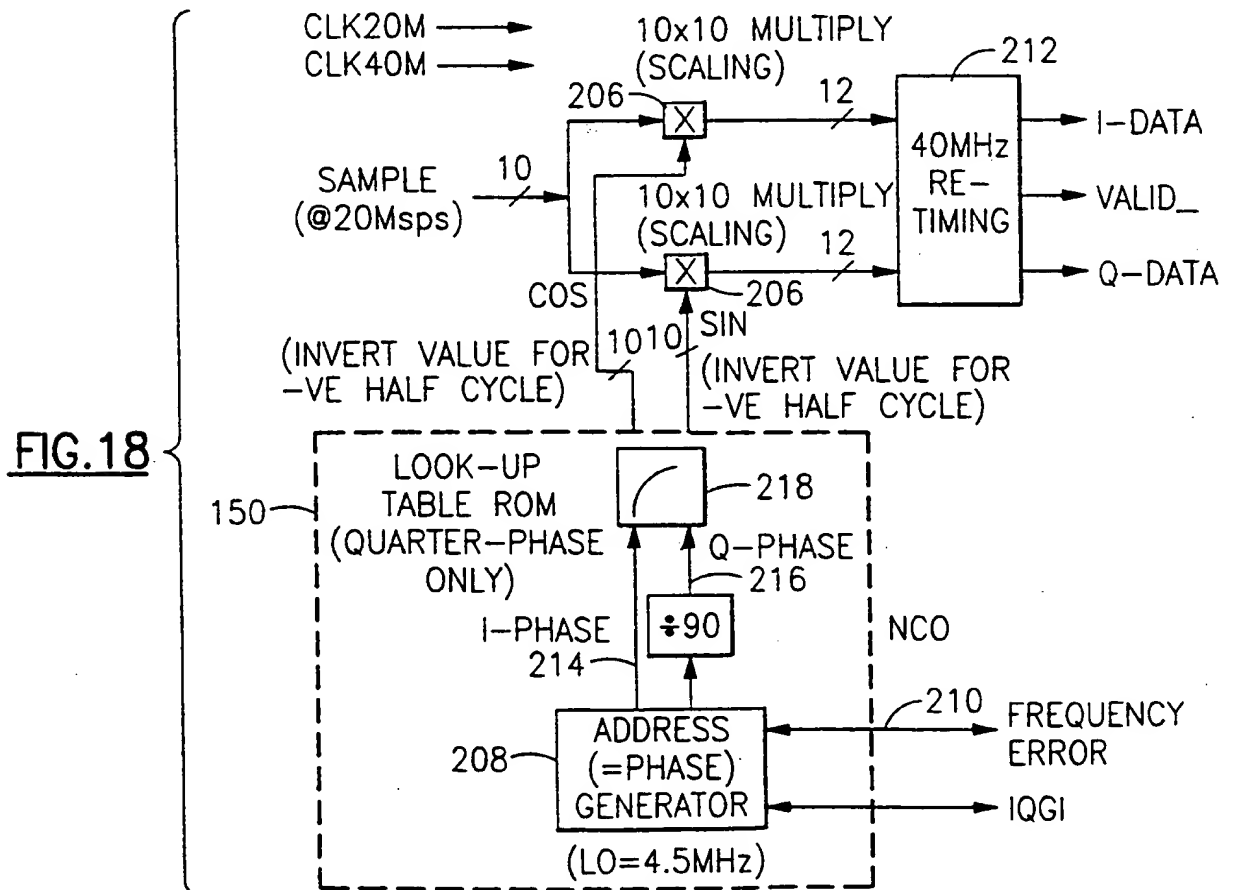 CLK20M
CLK40M
10x10 MULTIPLY
(SCALING)
206
X
12
212
I-DATA
SAMPLE
(@20Msps)
10
40MHz
RE-
TIMING
VALID_
10x10 MULTIPLY
(SCALING)
12
X
206
Q-DATA
COS
SIN
10
10
(INVERT VALUE FOR
-VE HALF CYCLE)
(INVERT VALUE FOR
-VE HALF CYCLE)
FIG.18
150
LOOK-UP
TABLE ROM
(QUARTER-PHASE
ONLY)
218
Q-PHASE
216
I-PHASE
214
÷90
NCO
208
ADDRESS
(=PHASE)
GENERATOR
210
FREQUENCY
ERROR
IQGI
(LO=4.5MHz)